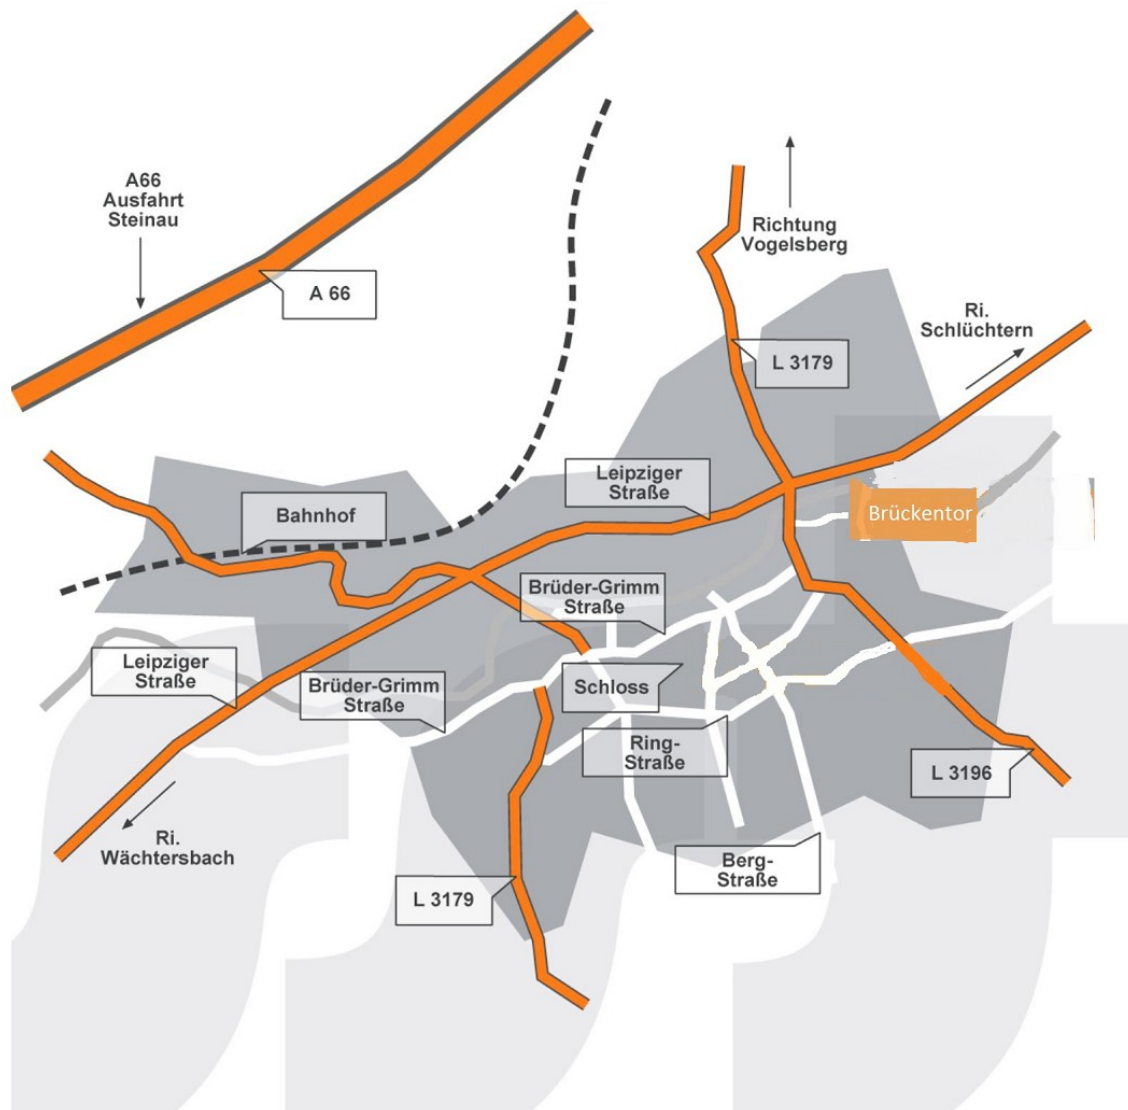 A66
Ausfahrt
Steinau
A 66
Richtung
Vogelsberg
Ri.
Schlüchtern
L 3179
Leipziger
Straße
Bahnhof
Brückentor
Brüder-Grimm
Straße
Leipziger
Straße
Brüder-Grimm
Straße
Schloss
Ring-
Straße
L 3196
Ri.
Wächtersbach
Berg-
Straße
L 3179